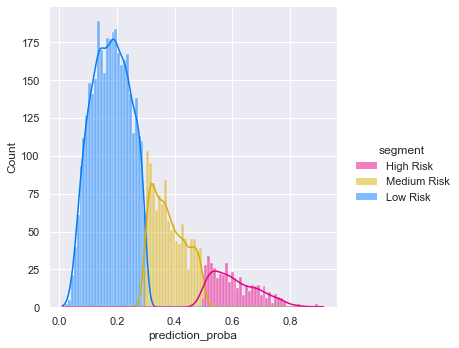 175
150
125
100
75
50
25
0
Count
0.0 0.2 0.4 0.6 0.8
prediction_proba
segment
High Risk
Medium Risk
Low Risk